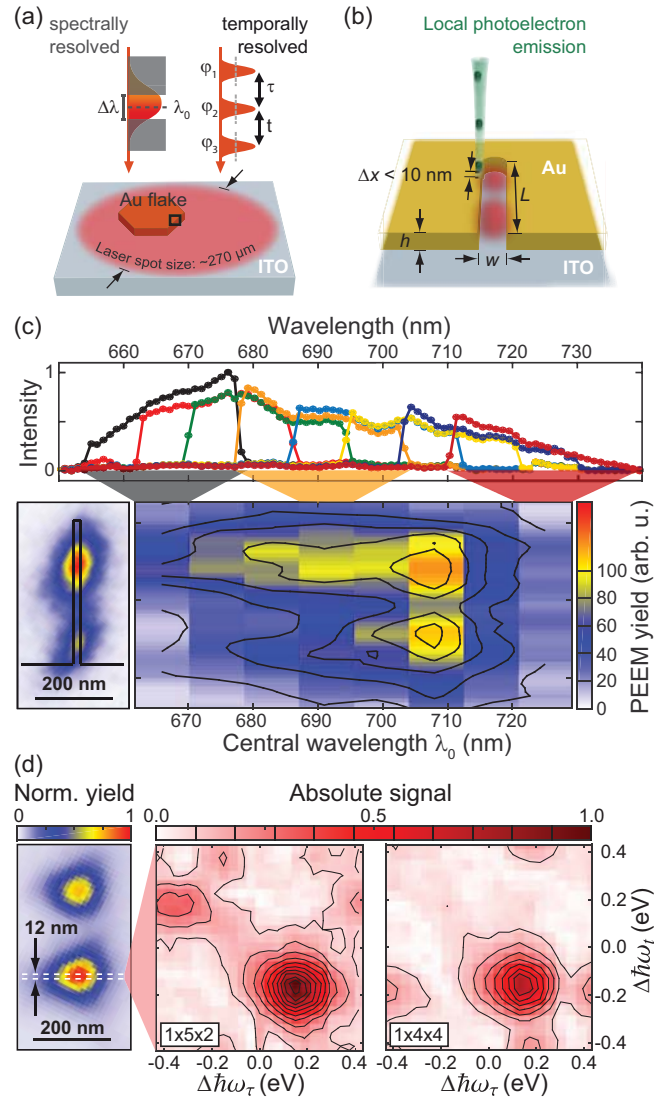 (a)
spectrally
resolved
temporally
resolved
Δλ
λ₀
φ₁
τ
φ₂
t
φ₃
Au flake
Laser spot size: ~270 μm
ITO
(b)
Local photoelectron
emission
Δx < 10 nm
Au
L
h
w
ITO
(c)
Wavelength (nm)
660 670 680 690 700 710 720 730
Intensity
1
0
200 nm
670 680 690 700 710 720
Central wavelength λ₀ (nm)
100
80
60
40
20
0
PEEM yield (arb. u.)
(d)
Norm. yield
0 1
Absolute signal
0 0.5 1.0
12 nm
200 nm
1x5x2
-0.4 -0.2 0.0 0.2 0.4
Δħω_τ (eV)
1x4x4
-0.4 -0.2 0.0 0.2 0.4
Δħω_τ (eV)
0.4
0.2
0.0
-0.2
-0.4
Δħω_t (eV)